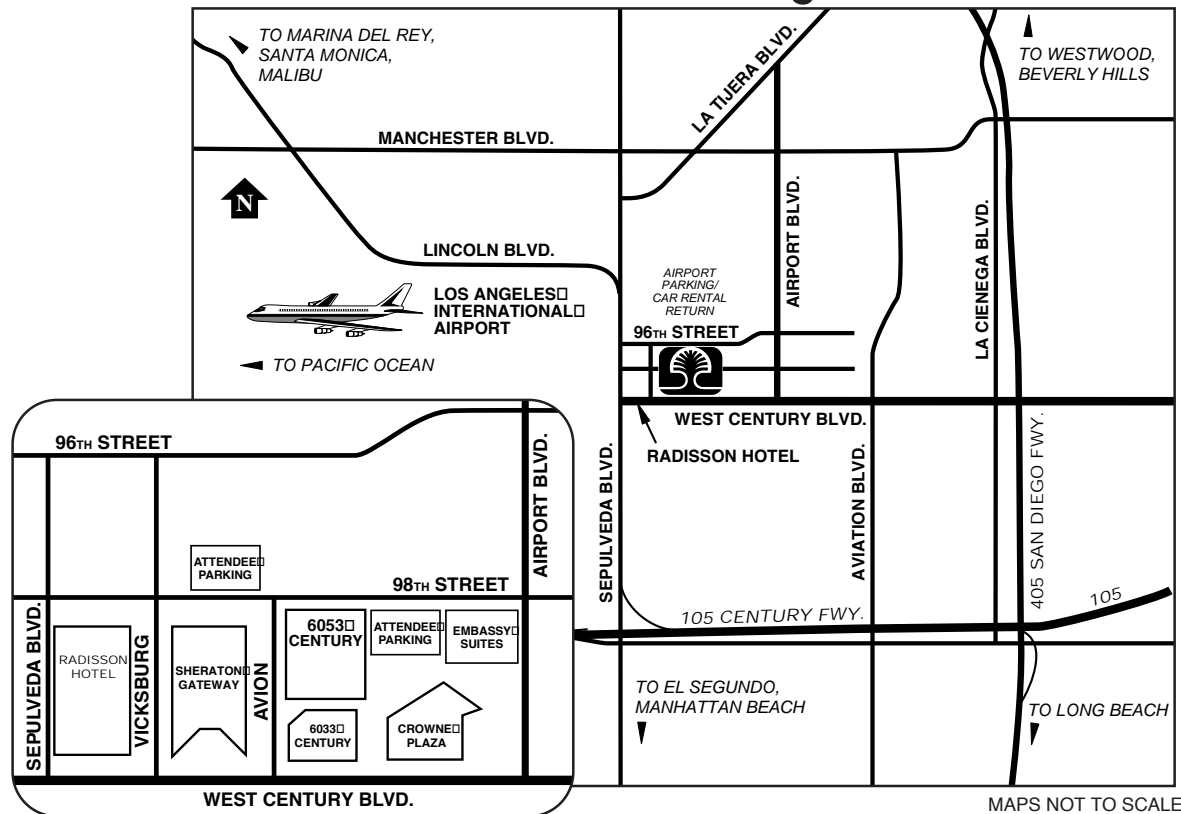 TO MARINA DEL REY,
SANTA MONICA,
MALIBU
LA TIJERA BLVD.
TO WESTWOOD,
BEVERLY HILLS
MANCHESTER BLVD.
N
LINCOLN BLVD.
AIRPORT BLVD.
LA CIENEGA BLVD.
LOS ANGELES
INTERNATIONAL
AIRPORT
AIRPORT
PARKING/
CAR RENTAL
RETURN
96TH STREET
TO PACIFIC OCEAN
WEST CENTURY BLVD.
RADISSON HOTEL
SEPULVEDA BLVD.
AVIATION BLVD.
405 SAN DIEGO FWY.
105 CENTURY FWY.
105
TO EL SEGUNDO,
MANHATTAN BEACH
TO LONG BEACH
96TH STREET
AIRPORT BLVD.
ATTENDEE
PARKING
98TH STREET
SEPULVEDA BLVD.
RADISSON
HOTEL
VICKSBURG
SHERATON
GATEWAY
AVION
6053
CENTURY
ATTENDEE
PARKING
EMBASSY
SUITES
6033
CENTURY
CROWNE
PLAZA
WEST CENTURY BLVD.
MAPS NOT TO SCALE